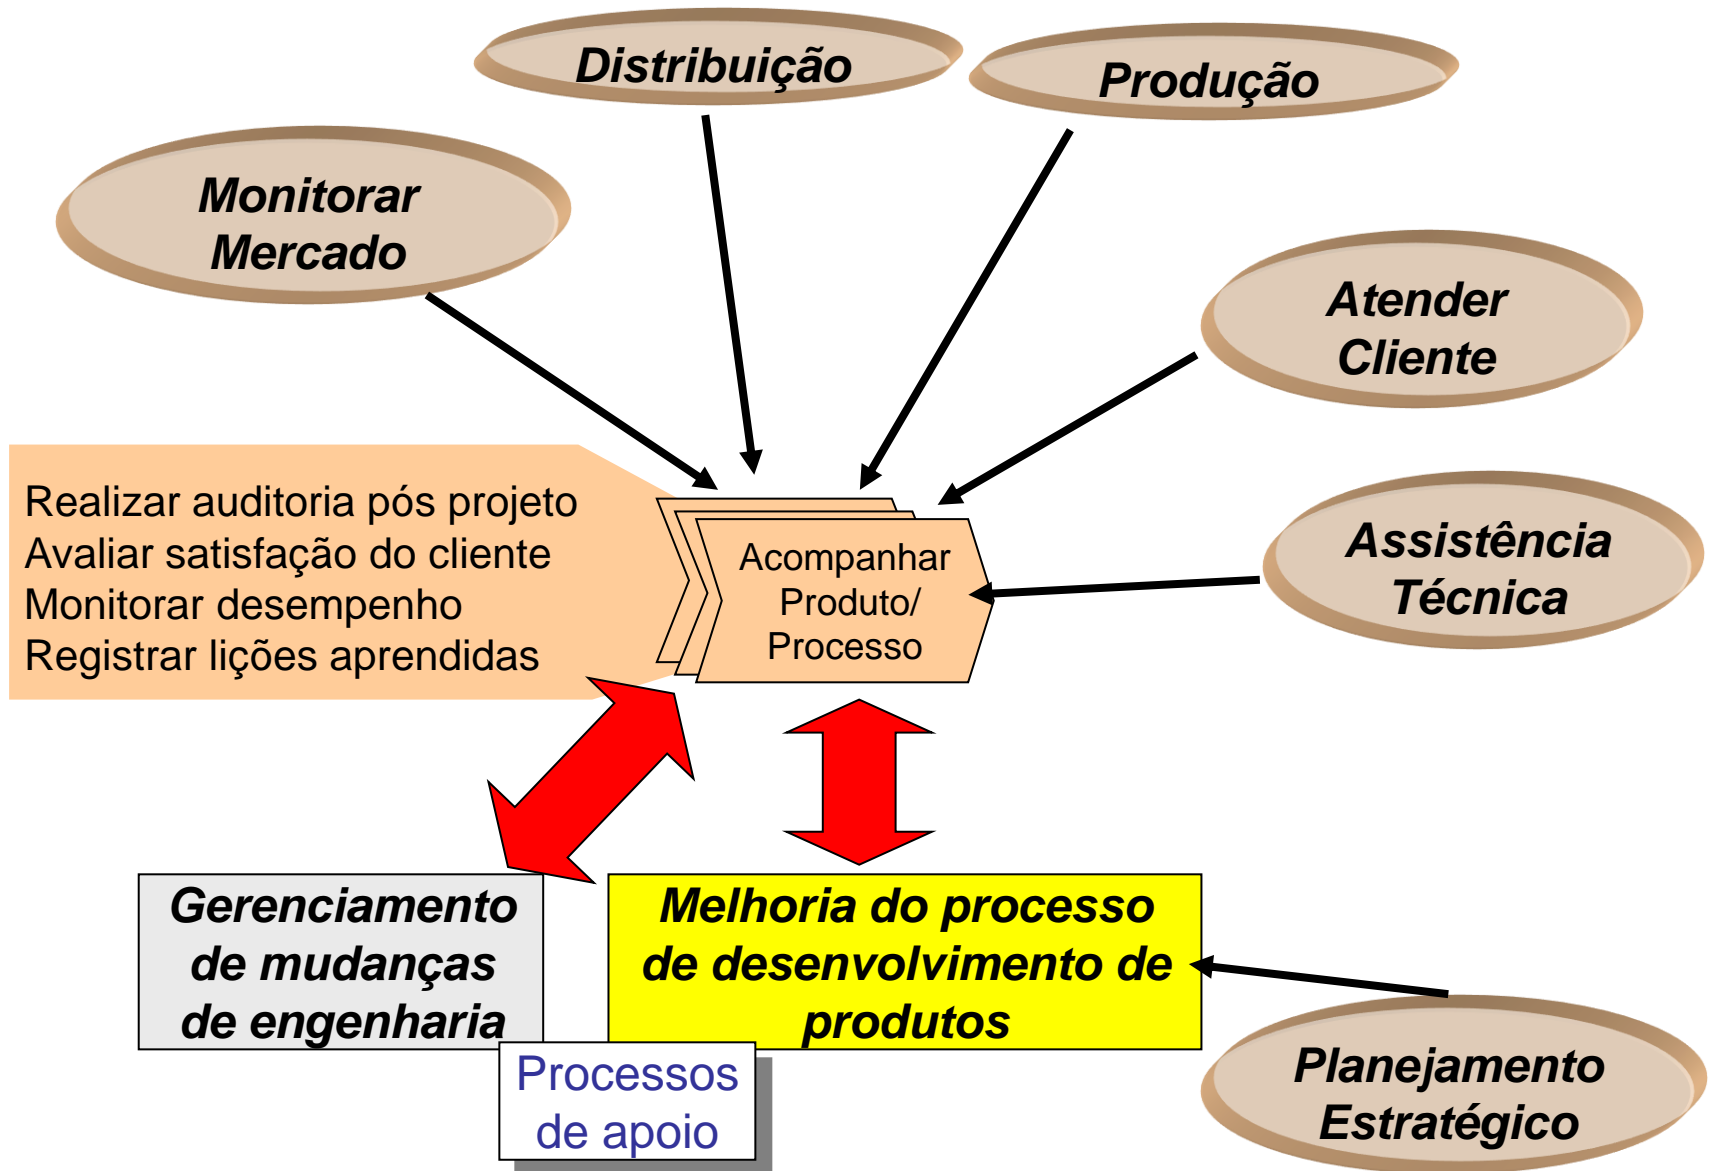 Distribuição
Produção
Monitorar
Mercado
Atender
Cliente
Realizar auditoria pós projeto
Avaliar satisfação do cliente
Monitorar desempenho
Registrar lições aprendidas
Acompanhar
Produto/
Processo
Assistência
Técnica
Gerenciamento
de mudanças
de engenharia
Melhoria do processo
de desenvolvimento de
produtos
Processos
de apoio
Planejamento
Estratégico